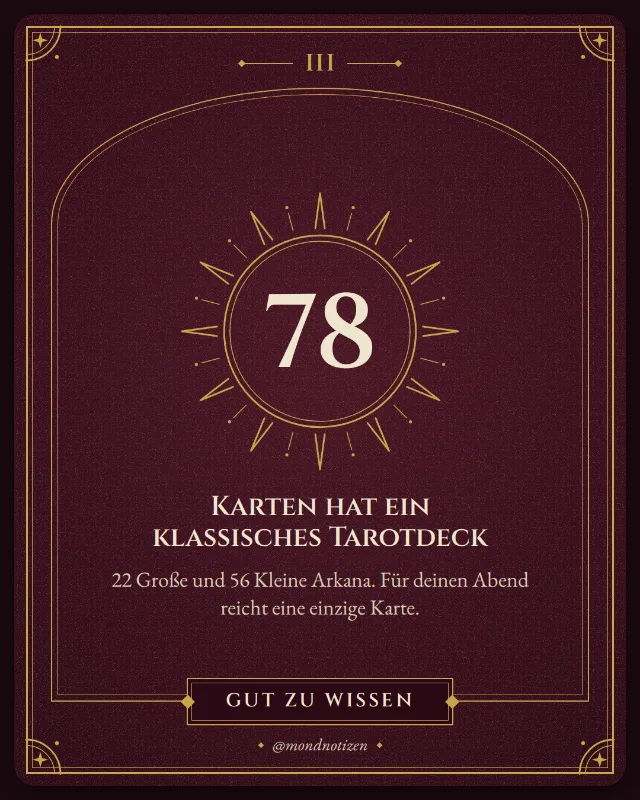 III
78
Karten hat ein
klassisches Tarotdeck
22 Große und 56 Kleine Arkana. Für deinen Abend
reicht eine einzige Karte.
GUT ZU WISSEN
@mondnotizen